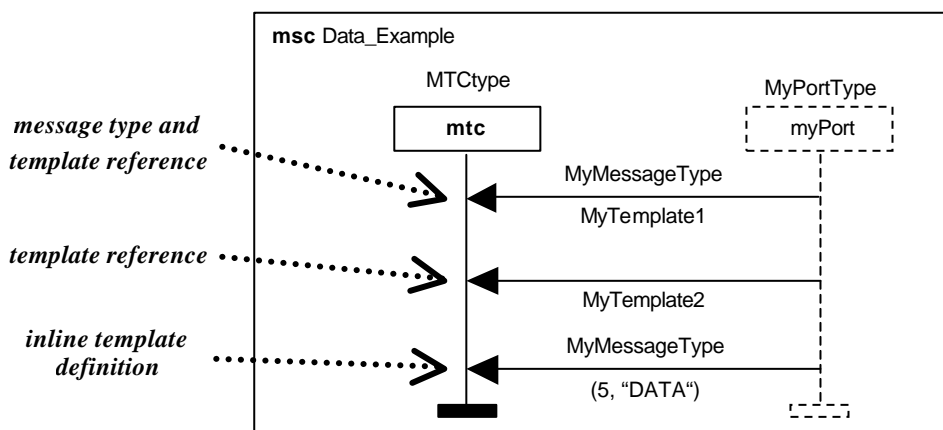 msc Data_Example
MTCtype
MyPortType
mtc
myPort
message type and
template reference
MyMessageType
MyTemplate1
template reference
MyTemplate2
inline template
definition
MyMessageType
(5, “DATA“)